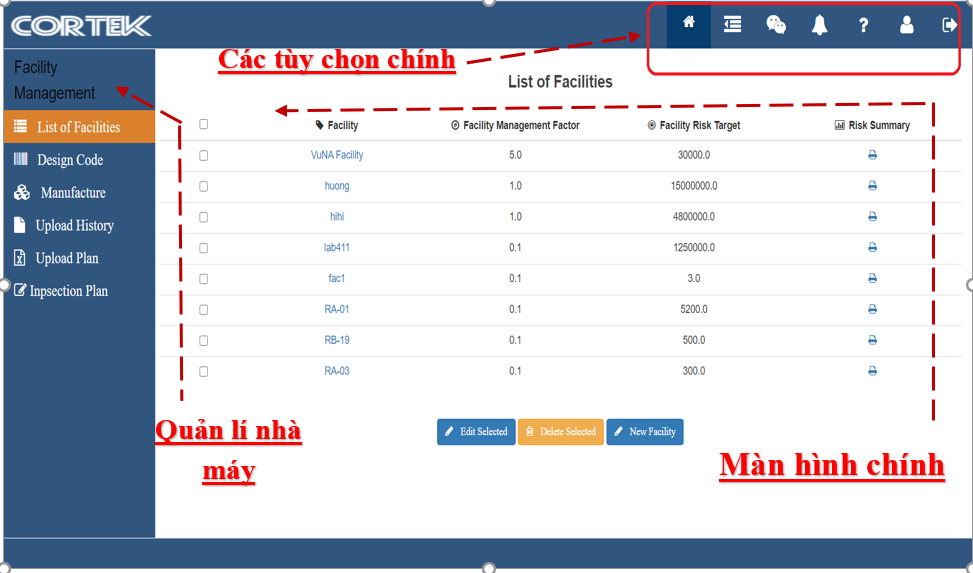 CORTEK
Các tùy chọn chính
Facility
Management
List of Facilities
List of Facilities
Design Code
Manufacture
Upload History
Upload Plan
Inpsection Plan
Facility Facility Management Factor Facility Risk Target Risk Summary
VuNA Facility 5.0 30000.0
huong 1.0 15000000.0
hihi 1.0 4800000.0
lab411 0.1 1250000.0
fac1 0.1 3.0
RA-01 0.1 5200.0
RB-19 0.1 500.0
RA-03 0.1 300.0
Quản lí nhà
máy
Edit Selected Delete Selected New Facility
Màn hình chính